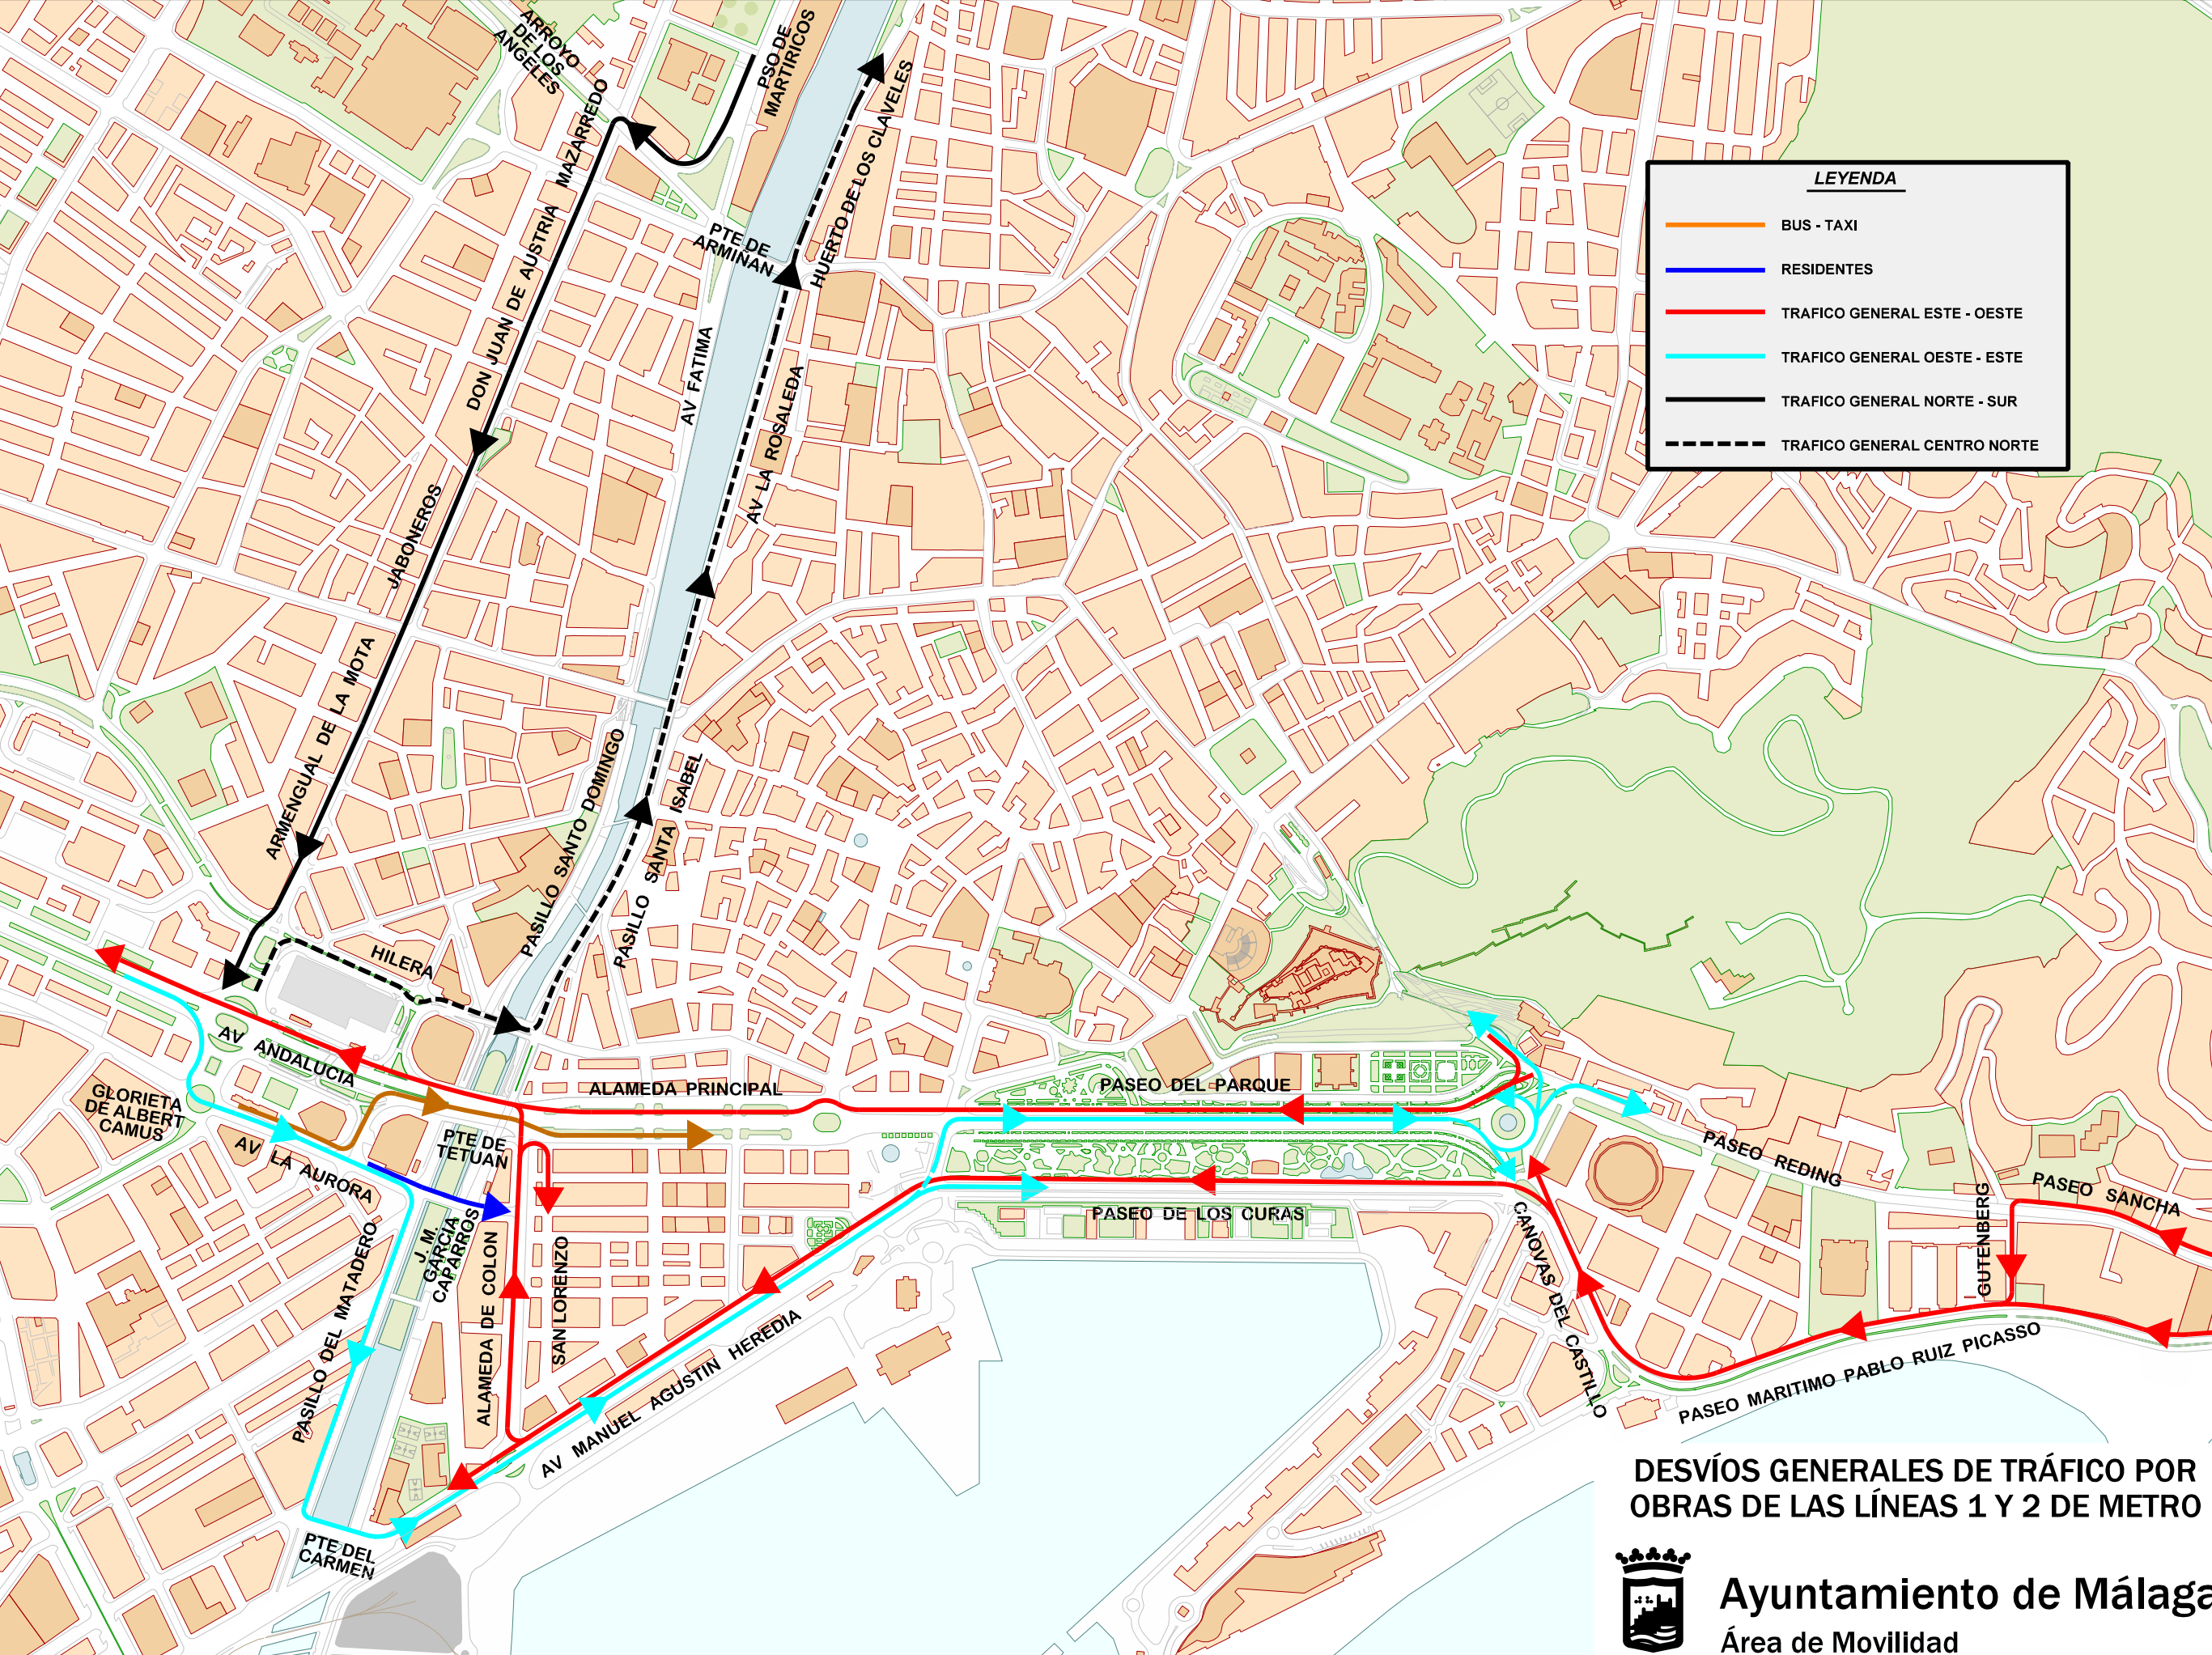 ARROYO
DE LOS
ANGELES
PSO DE
MARTIRICOS
MAZARREDO
HUERTO DE LOS CLAVELES
PTE DE
ARMIÑAN
DON JUAN DE AUSTRIA
AV FATIMA
AV LA ROSALEDA
JABONEROS
ARMENGUAL DE LA MOTA
PASILLO SANTO DOMINGO
PASILLO SANTA ISABEL
HILERA
AV ANDALUCIA
GLORIETA
DE ALBERT
CAMUS
AV LA AURORA
PTE DE
TETUAN
ALAMEDA PRINCIPAL
PASEO DEL PARQUE
PASEO DE LOS CURAS
PASEO REDING
PASEO SANCHA
GUTENBERG
CANOVAS DEL CASTILLO
PASEO MARITIMO PABLO RUIZ PICASSO
PASILLO DEL MATADERO
J. M.
GARCIA
CAPARROS
ALAMEDA DE COLON
SAN LORENZO
AV MANUEL AGUSTIN HEREDIA
PTE DEL
CARMEN
LEYENDA
BUS - TAXI
RESIDENTES
TRAFICO GENERAL ESTE - OESTE
TRAFICO GENERAL OESTE - ESTE
TRAFICO GENERAL NORTE - SUR
TRAFICO GENERAL CENTRO NORTE
DESVÍOS GENERALES DE TRÁFICO POR
OBRAS DE LAS LÍNEAS 1 Y 2 DE METRO
Ayuntamiento de Málaga
Área de Movilidad